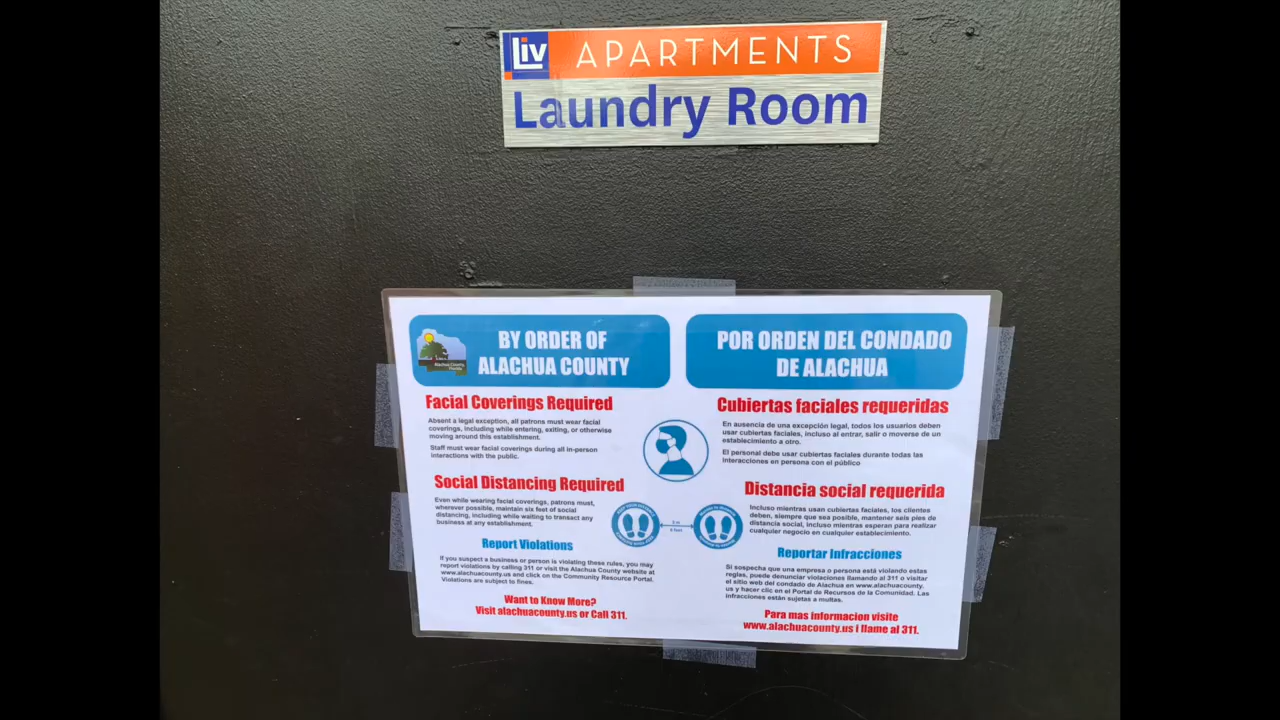 Liv APARTMENTS
Laundry Room
BY ORDER OF
ALACHUA COUNTY
Alachua County
Florida
Facial Coverings Required
Absent a legal exception, all patrons must wear facial
coverings, including while entering, exiting, or otherwise
moving around this establishment.
Staff must wear facial coverings during all in-person
interactions with the public.
Social Distancing Required
Even while wearing facial coverings, patrons must,
wherever possible, maintain six feet of social
distancing, including while waiting to transact any
business at any establishment.
Report Violations
If you suspect a business or person is violating these rules, you may
report violations by calling 311 or visit the Alachua County website at
www.alachuacounty.us and click on the Community Resource Portal.
Violations are subject to fines.
Want to Know More?
Visit alachuacounty.us or Call 311.
POR ORDEN DEL CONDADO
DE ALACHUA
Cubiertas faciales requeridas
En ausencia de una excepción legal, todos los usuarios deben
usar cubiertas faciales, incluso al entrar, salir o moverse de un
establecimiento a otro.
El personal debe usar cubiertas faciales durante todas las
interacciones en persona con el público
Distancia social requerida
Incluso mientras usan cubiertas faciales, los clientes
deben, siempre que sea posible, mantener seis pies de
distancia social, incluso mientras esperan para realizar
cualquier negocio en cualquier establecimiento.
Reportar Infracciones
Si sospecha que una empresa o persona está violando estas
reglas, puede denunciar violaciones llamando al 311 o visitar
el sitio web del condado de Alachua en www.alachuacounty.
us y hacer clic en el Portal de Recursos de la Comunidad. Las
infracciones están sujetas a multas.
Para mas informacion visite
www.alachuacounty.us i llame al 311.